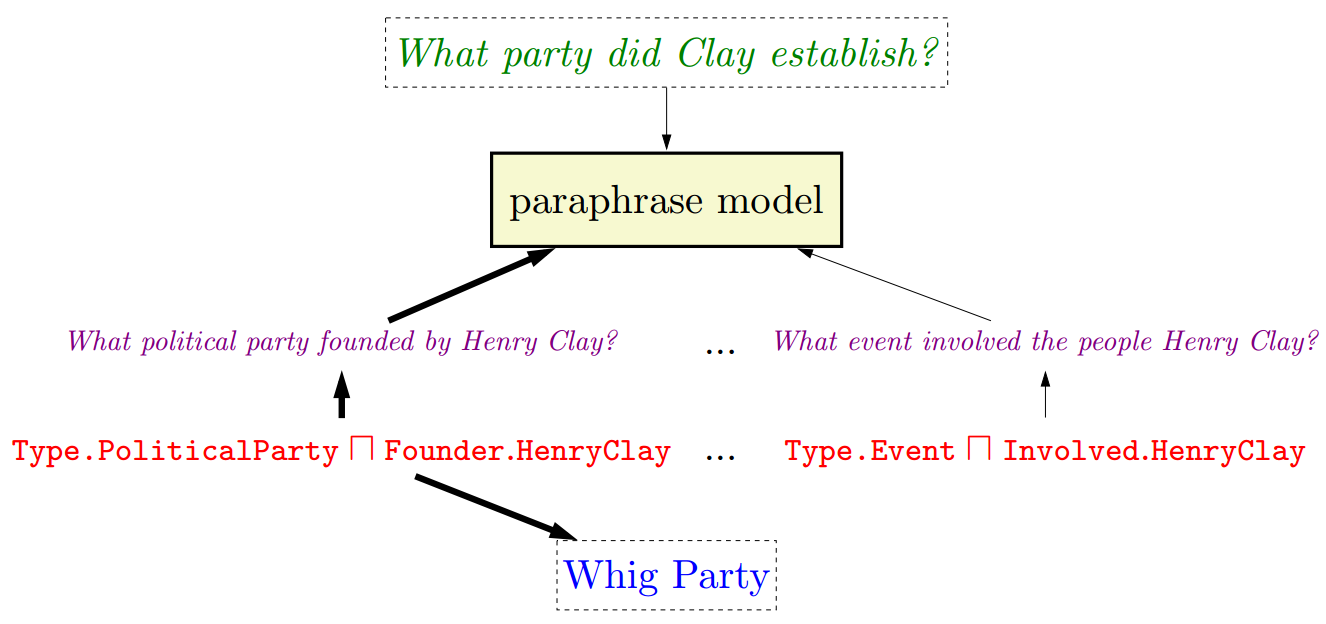 What party did Clay establish?
paraphrase model
What political party founded by Henry Clay? ... What event involved the people Henry Clay?
Type.PoliticalParty ⊓ Founder.HenryClay ... Type.Event ⊓ Involved.HenryClay
Whig Party